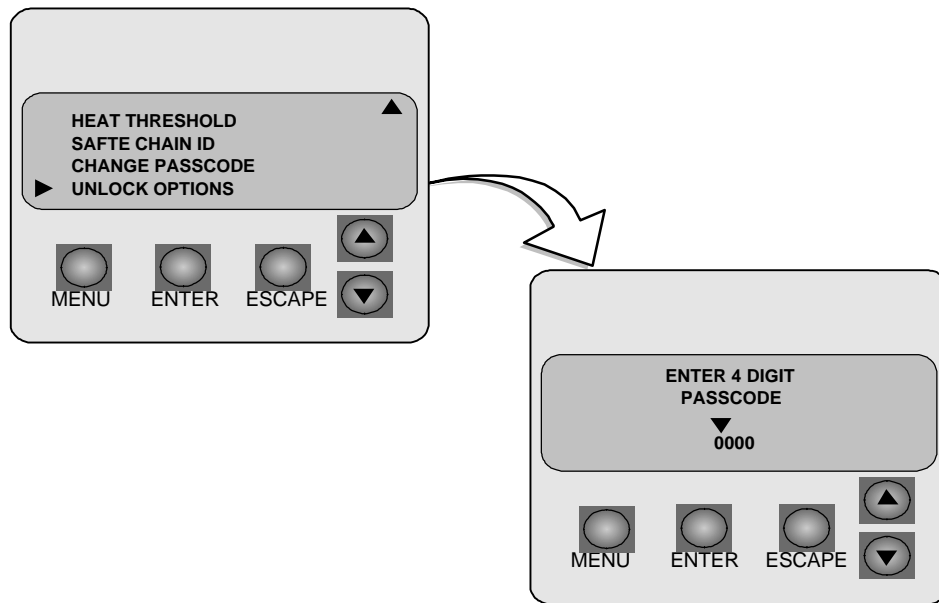 HEAT THRESHOLD
SAFTE CHAIN ID
CHANGE PASSCODE
UNLOCK OPTIONS
MENU ENTER ESCAPE
ENTER 4 DIGIT
PASSCODE
0000
MENU ENTER ESCAPE